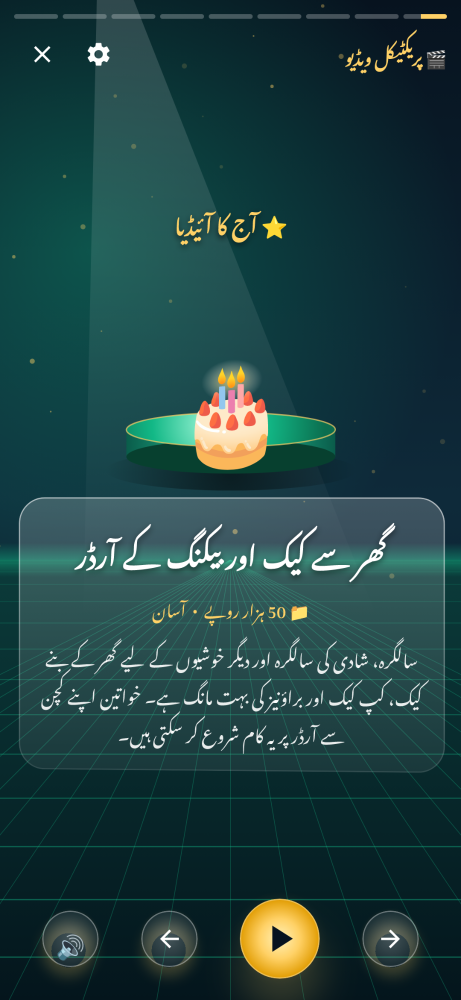 🎬 پریکٹیکل ویڈیو
⭐ آج کا آئیڈیا
گھر سے کیک اور بیکنگ کے آرڈر
📁 50 ہزار روپے • آسان
سالگرہ، شادی کی سالگرہ اور دیگر خوشیوں کے لیے گھر کے بنے
کیک، کپ کیک اور براؤنیز کی بہت مانگ ہے۔ خواتین اپنے کچن
سے آرڈر پر یہ کام شروع کر سکتی ہیں۔